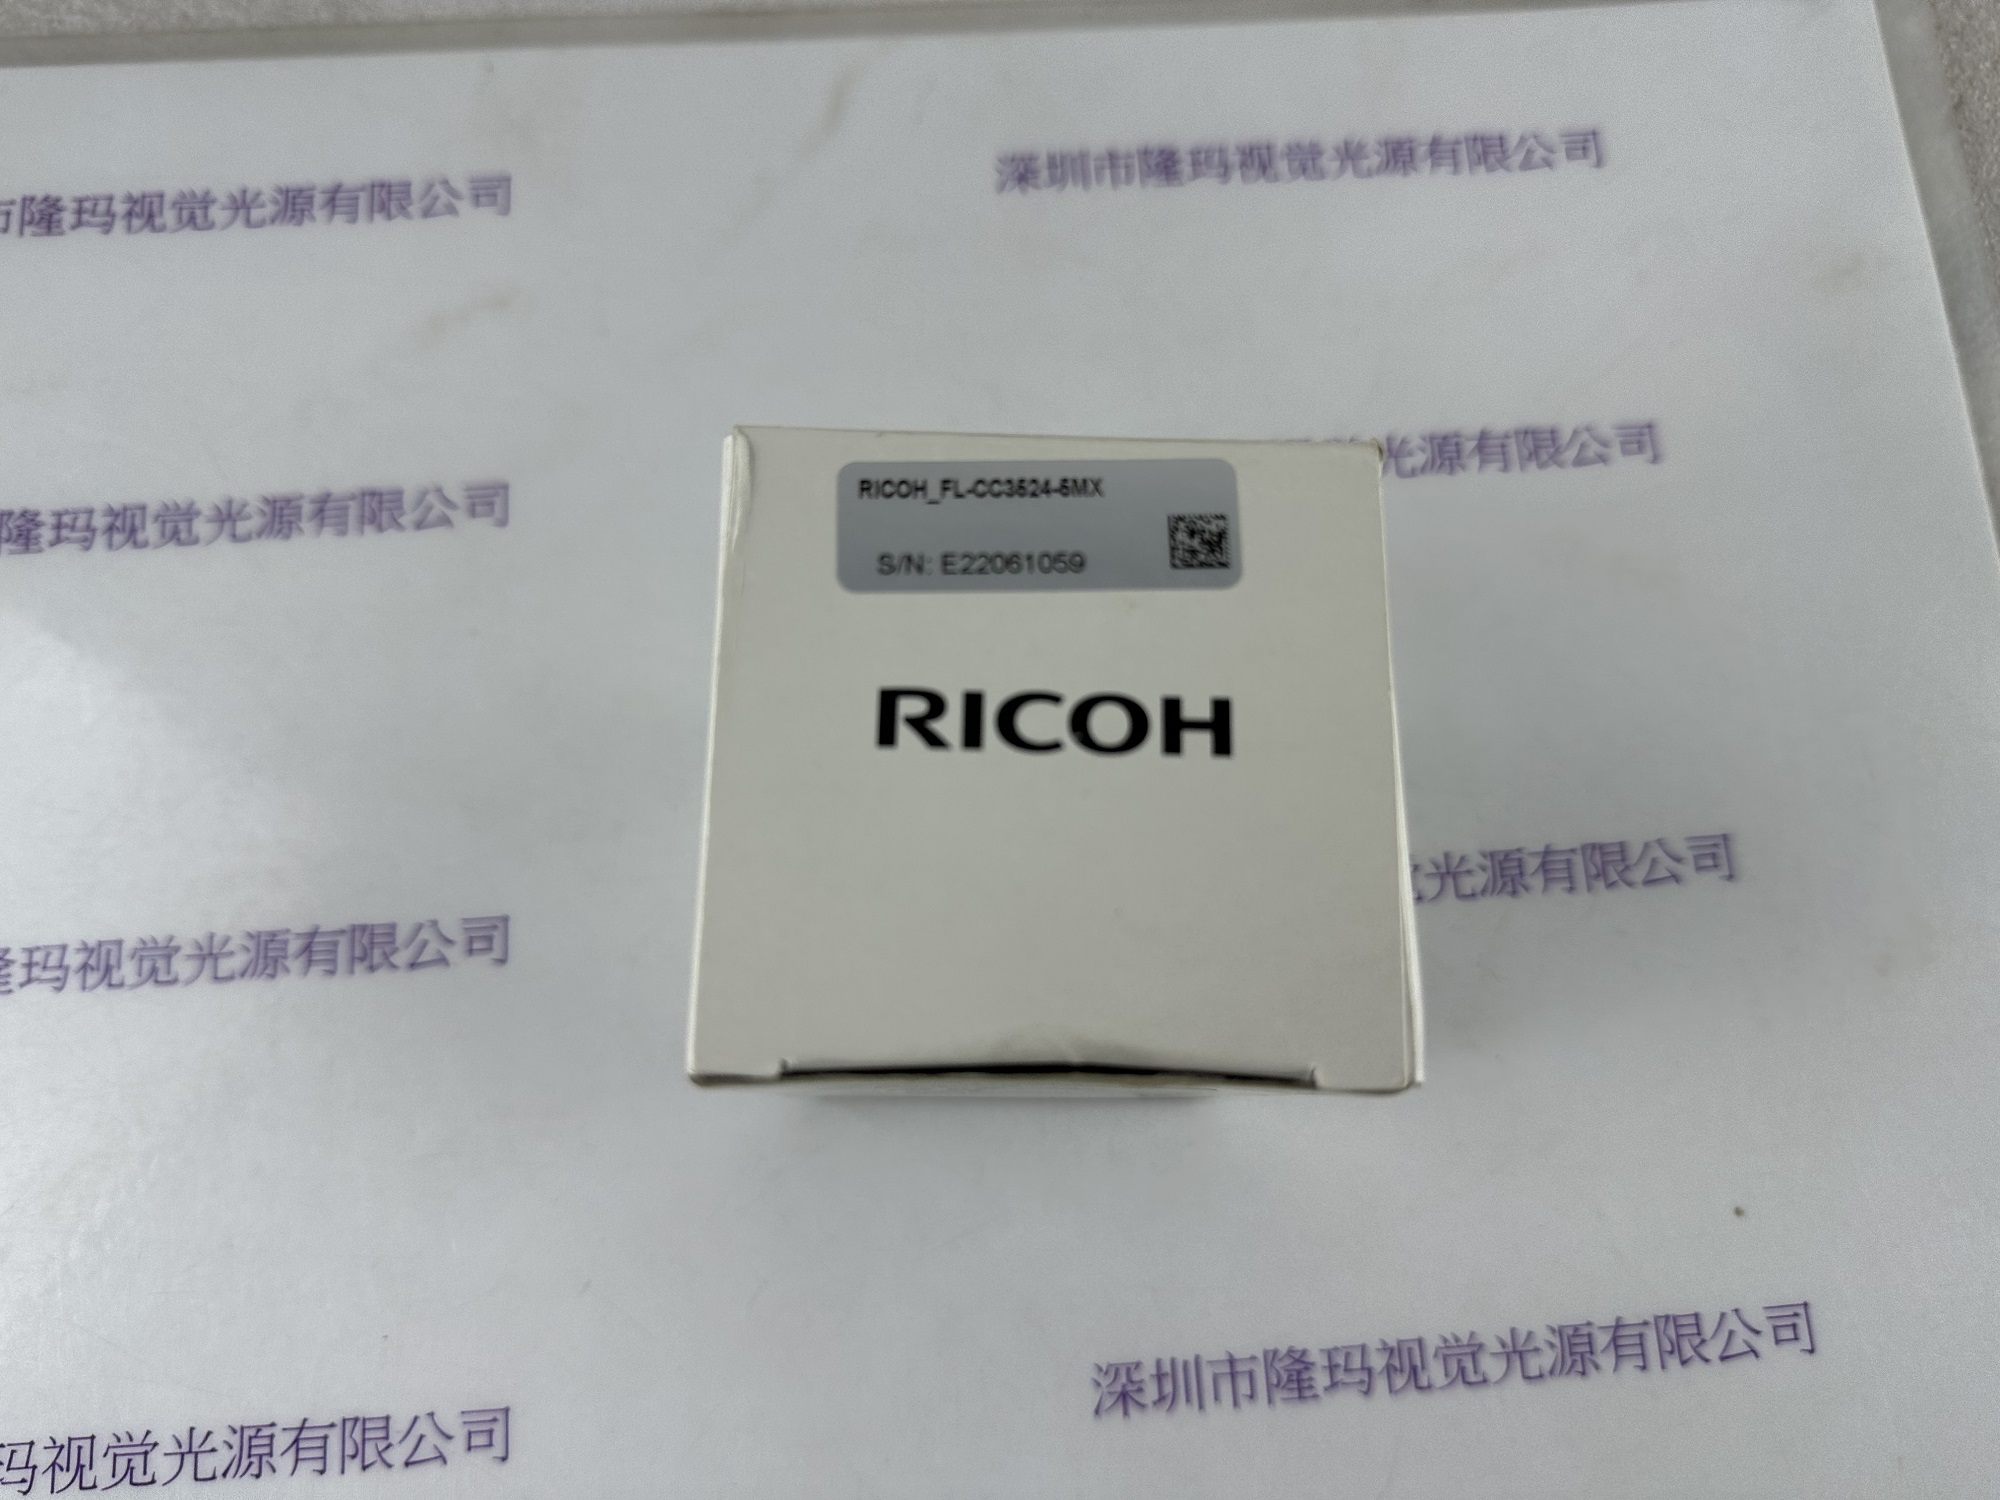 深圳市隆玛视觉光源有限公司
市隆玛视觉光源有限公司
光源有限公司
隆玛视觉光源有限公司
RICOH_FL-CC3524-5MX
S/N: E22061059
RICOH
光源有限公司
隆玛视觉光源有限公司
深圳市隆玛视觉光源有限公司
玛视觉光源有限公司